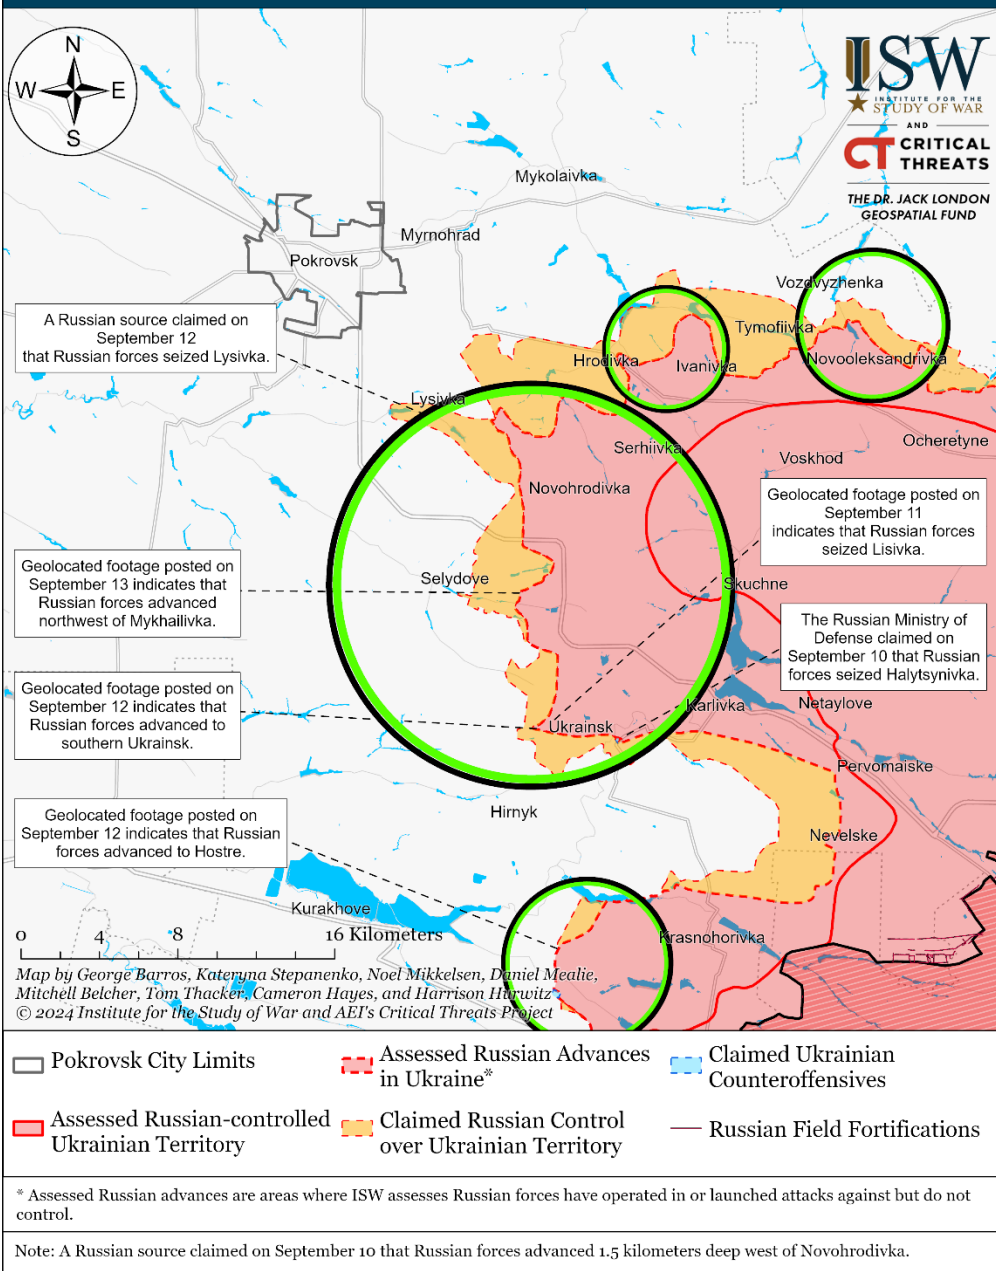 N
W
E
S
ISW
INSTITUTE FOR THE
STUDY OF WAR
AND
CT CRITICAL
THREATS
THE DR. JACK LONDON
GEOSPATIAL FUND
Mykolaivka
Myrnohrad
Pokrovsk
Vozdvyzhenka
A Russian source claimed on
September 12
that Russian forces seized Lysivka.
Tymofiivka
Hrodivka
Ivanivka
Novooleksandrivka
Lysivka
Ocheretyne
Serhiivka
Voskhod
Novohrodivka
Geolocated footage posted on
September 11
indicates that Russian forces
seized Lisivka.
Geolocated footage posted on
September 13 indicates that
Russian forces advanced
northwest of Mykhailivka.
Selydove
Skuchne
The Russian Ministry of
Defense claimed on
September 10 that Russian
forces seized Halytsynivka.
Geolocated footage posted on
September 12 indicates that
Russian forces advanced to
southern Ukrainsk.
Karlivka
Netaylove
Ukrainsk
Pervomaiske
Hirnyk
Nevelske
Geolocated footage posted on
September 12 indicates that Russian
forces advanced to Hostre.
Kurakhove
Krasnohorivka
0 4 8 16 Kilometers
Map by George Barros, Kateryna Stepanenko, Noel Mikkelsen, Daniel Mealie,
Mitchell Belcher, Tom Thacker, Cameron Hayes, and Harrison Hurwitz
© 2024 Institute for the Study of War and AEI's Critical Threats Project
Pokrovsk City Limits
Assessed Russian Advances
in Ukraine*
Claimed Ukrainian
Counteroffensives
Assessed Russian-controlled
Ukrainian Territory
Claimed Russian Control
over Ukrainian Territory
Russian Field Fortifications
* Assessed Russian advances are areas where ISW assesses Russian forces have operated in or launched attacks against but do not
control.
Note: A Russian source claimed on September 10 that Russian forces advanced 1.5 kilometers deep west of Novohrodivka.